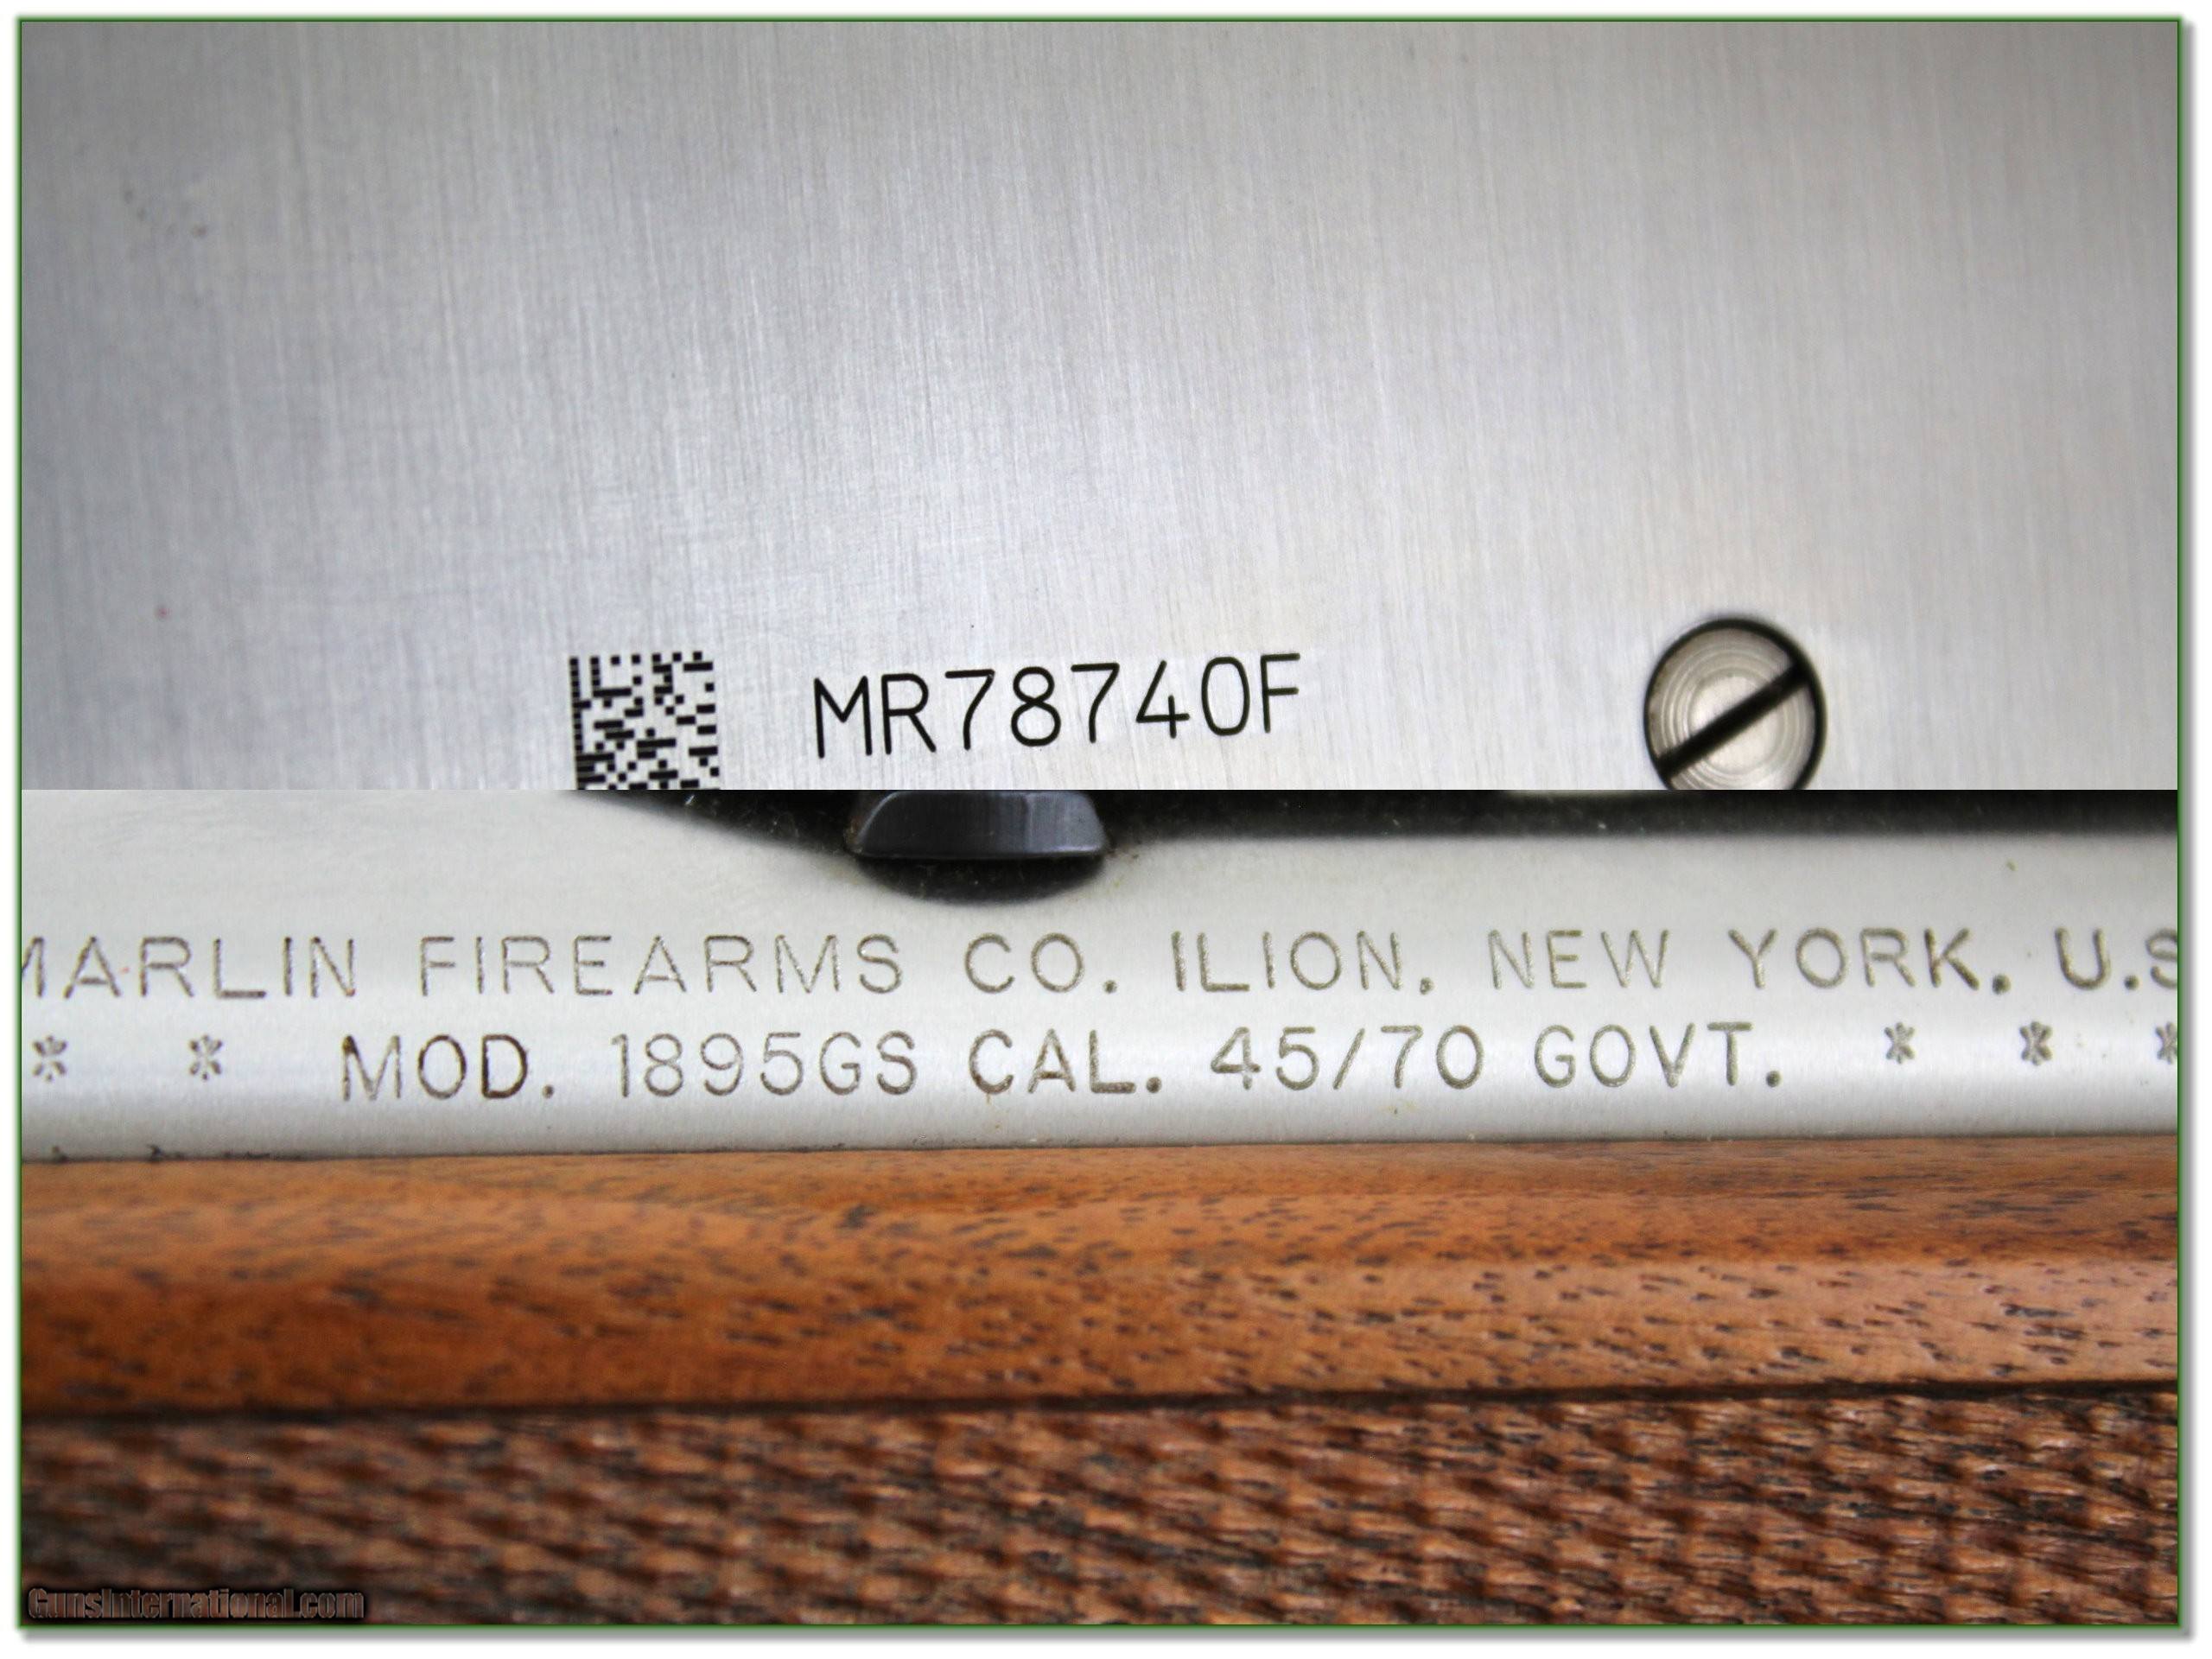 MR78740F
MARLIN FIREARMS CO. ILION, NEW YORK, U.S
* * MOD. 1895GS CAL. 45/70 GOVT. * * *
GunsInternational.com